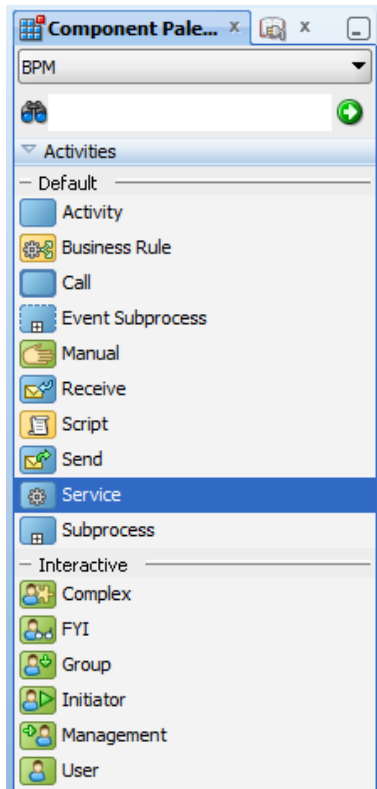 Component Pale...
BPM
Activities
Default
Activity
Business Rule
Call
Event Subprocess
Manual
Receive
Script
Send
Service
Subprocess
Interactive
Complex
FYI
Group
Initiator
Management
User